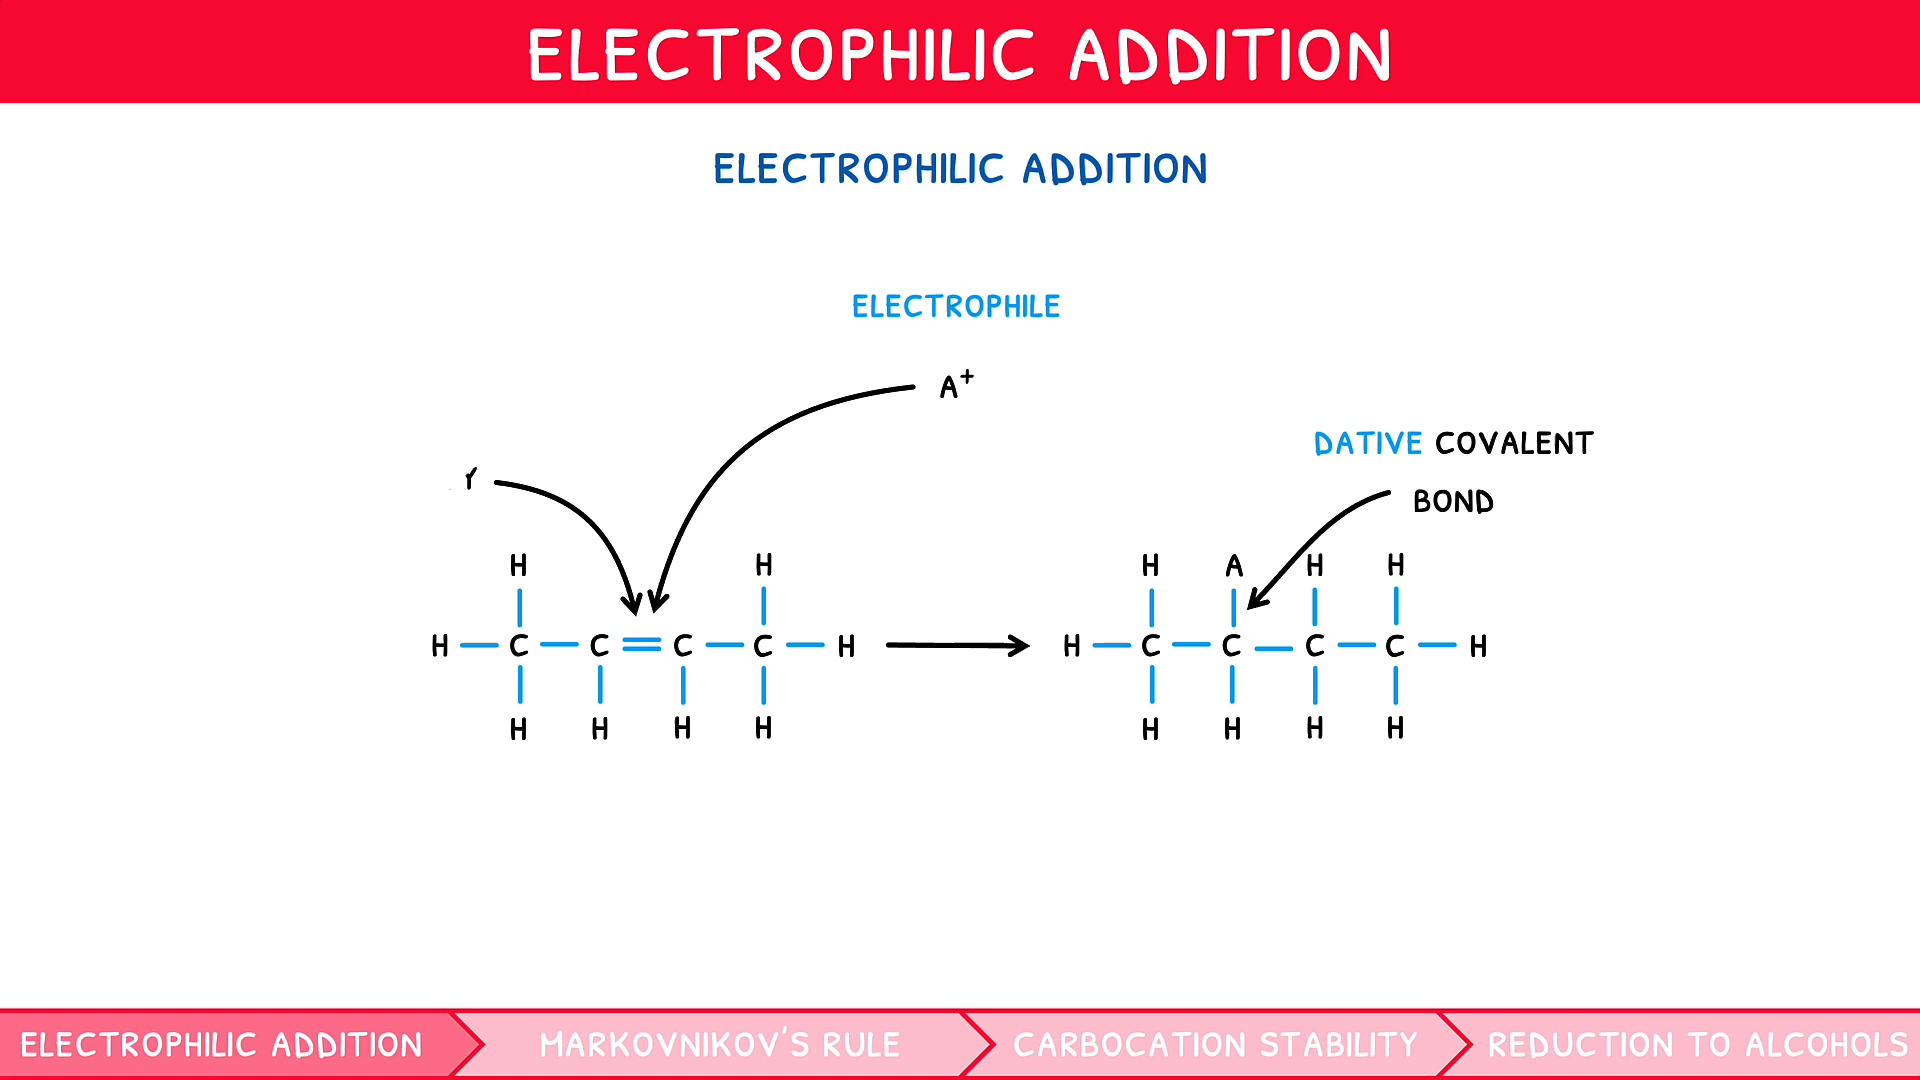 ELECTROPHILIC ADDITION
ELECTROPHILIC ADDITION
ELECTROPHILE
A+
DATIVE COVALENT
BOND
H H H A H H
H C C C C H H C C C C H
H H H H H H H H
ELECTROPHILIC ADDITION MARKOVNIKOV'S RULE CARBOCATION STABILITY REDUCTION TO ALCOHOLS